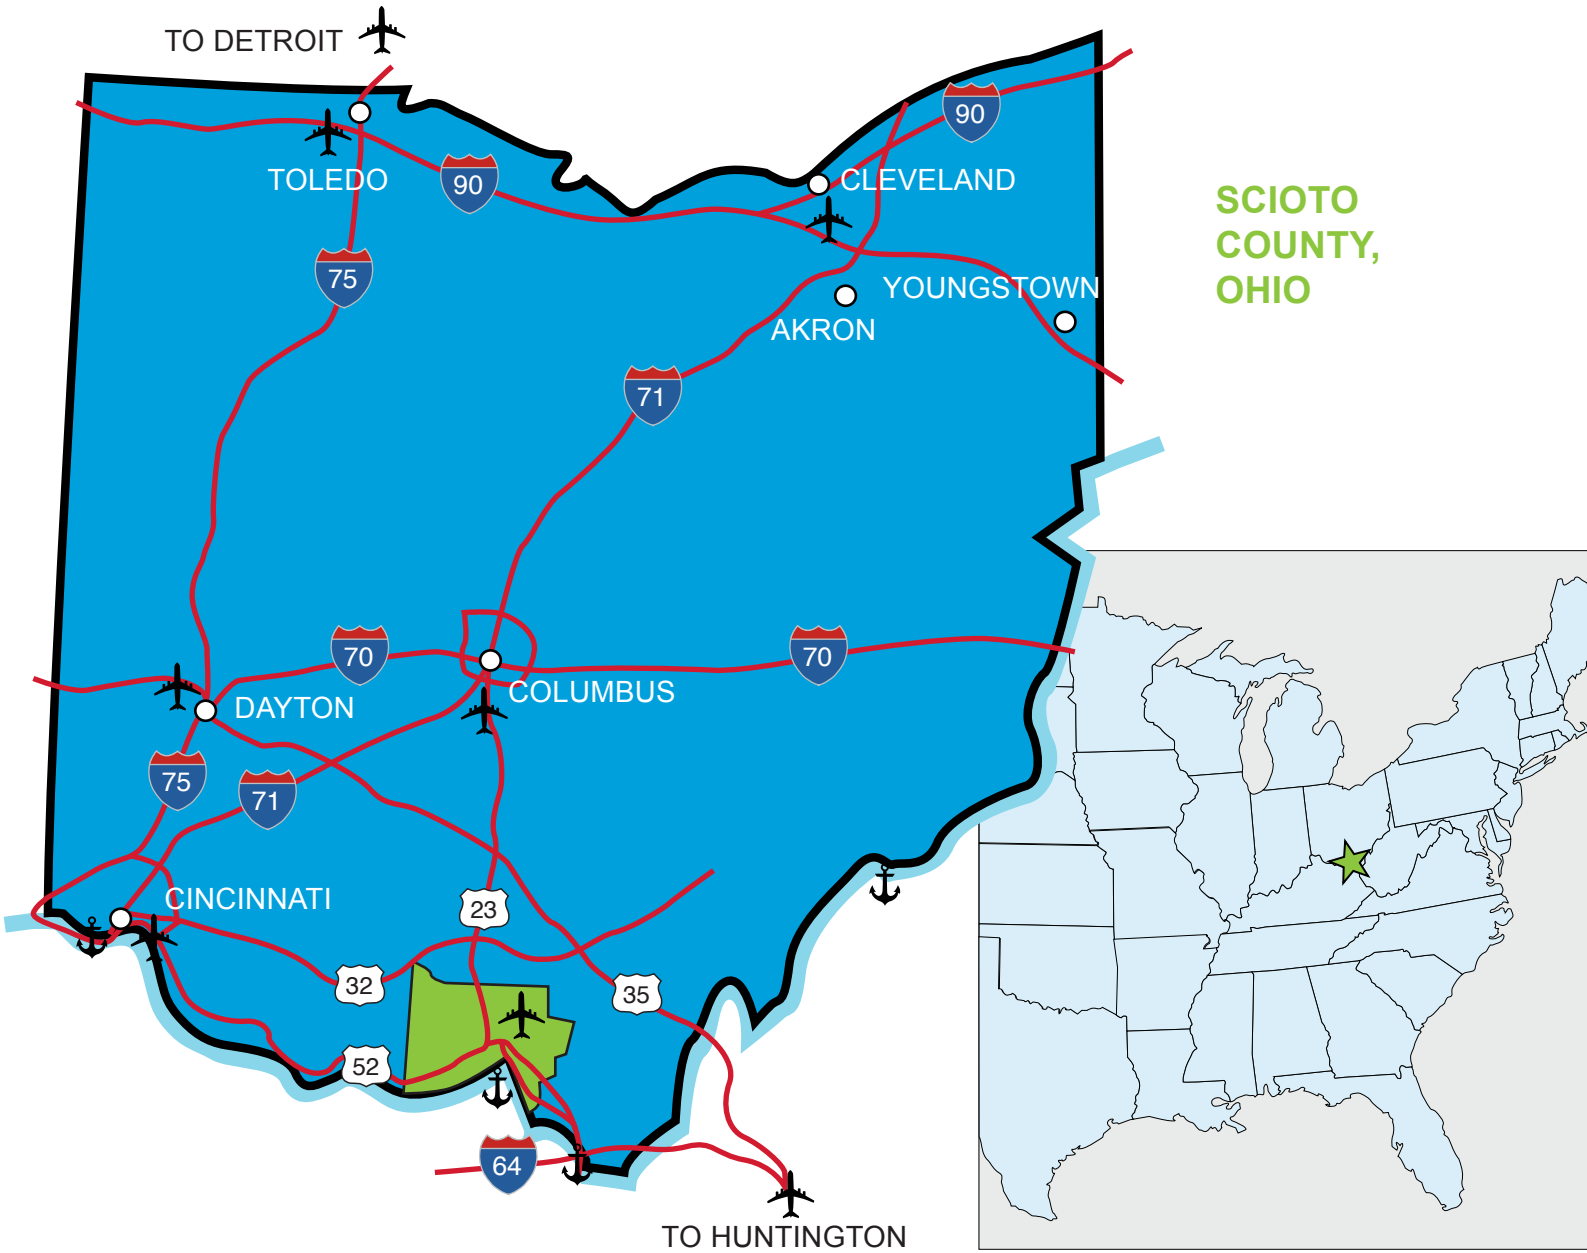 TO DETROIT
90
TOLEDO
90
CLEVELAND
SCIOTO
COUNTY,
OHIO
75
YOUNGSTOWN
AKRON
71
70
70
COLUMBUS
DAYTON
75
71
CINCINNATI
23
32
35
52
64
TO HUNTINGTON